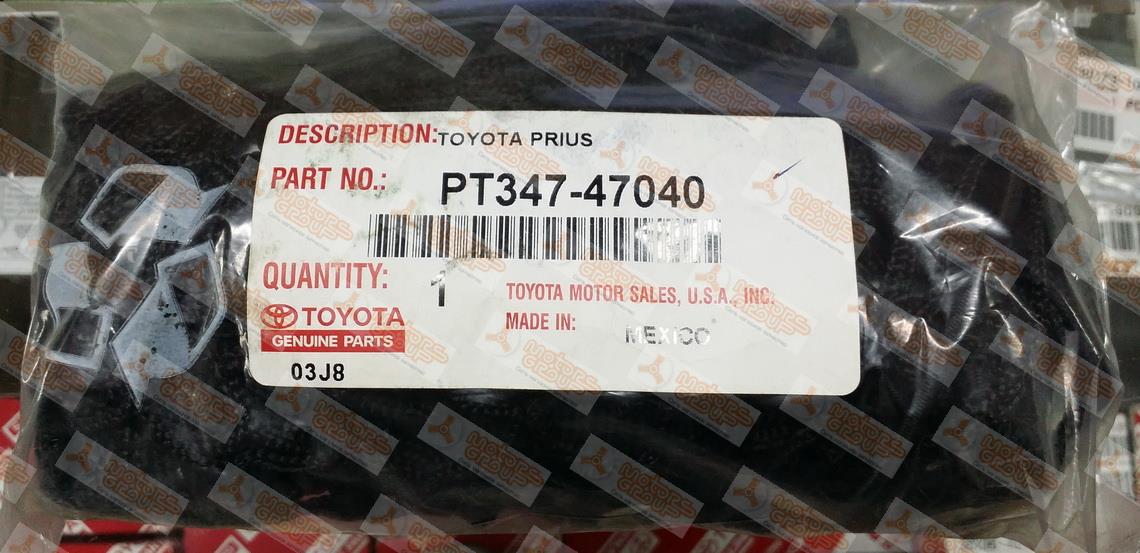 DESCRIPTION: TOYOTA PRIUS
PART NO.: PT347-47040
QUANTITY: 1
TOYOTA MOTOR SALES, U.S.A., INC.
MADE IN: MEXICO
TOYOTA
GENUINE PARTS
03J8